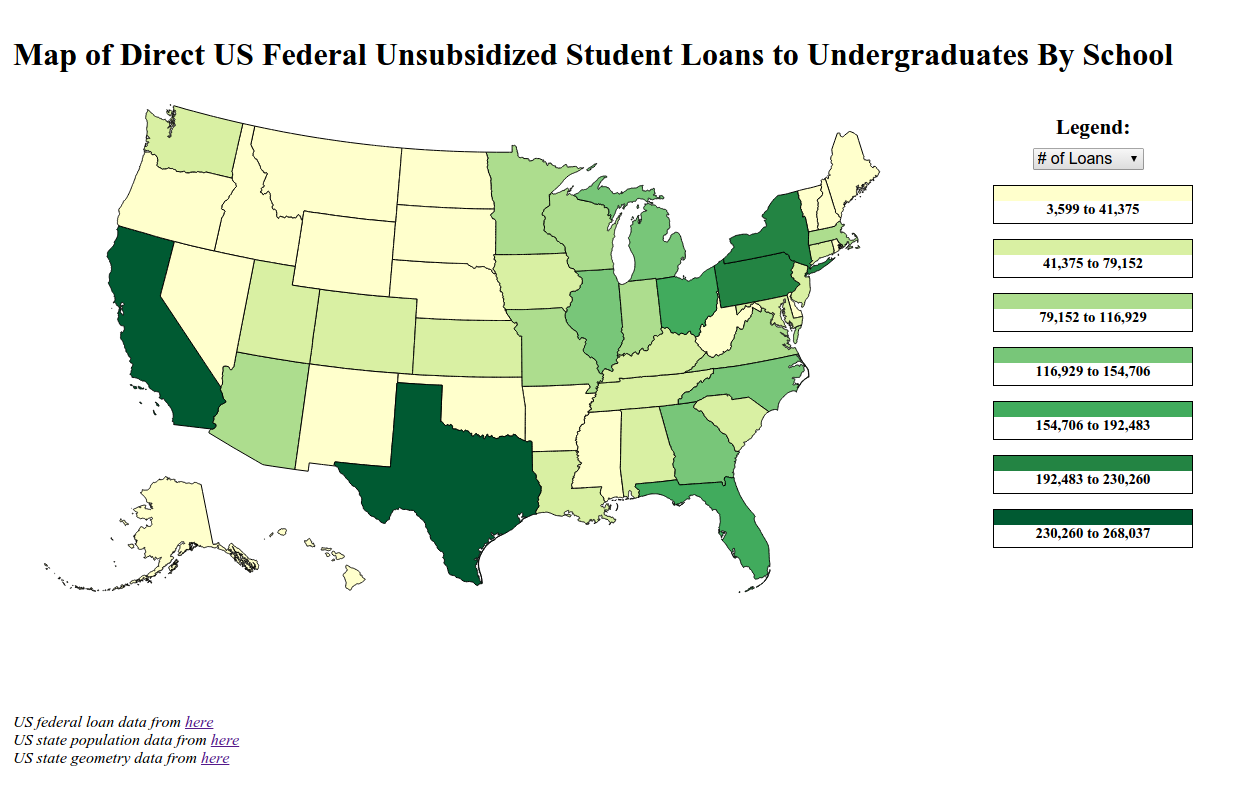 Map of Direct US Federal Unsubsidized Student Loans to Undergraduates By School
Legend:
# of Loans
3,599 to 41,375
41,375 to 79,152
79,152 to 116,929
116,929 to 154,706
154,706 to 192,483
192,483 to 230,260
230,260 to 268,037
US federal loan data from here
US state population data from here
US state geometry data from here